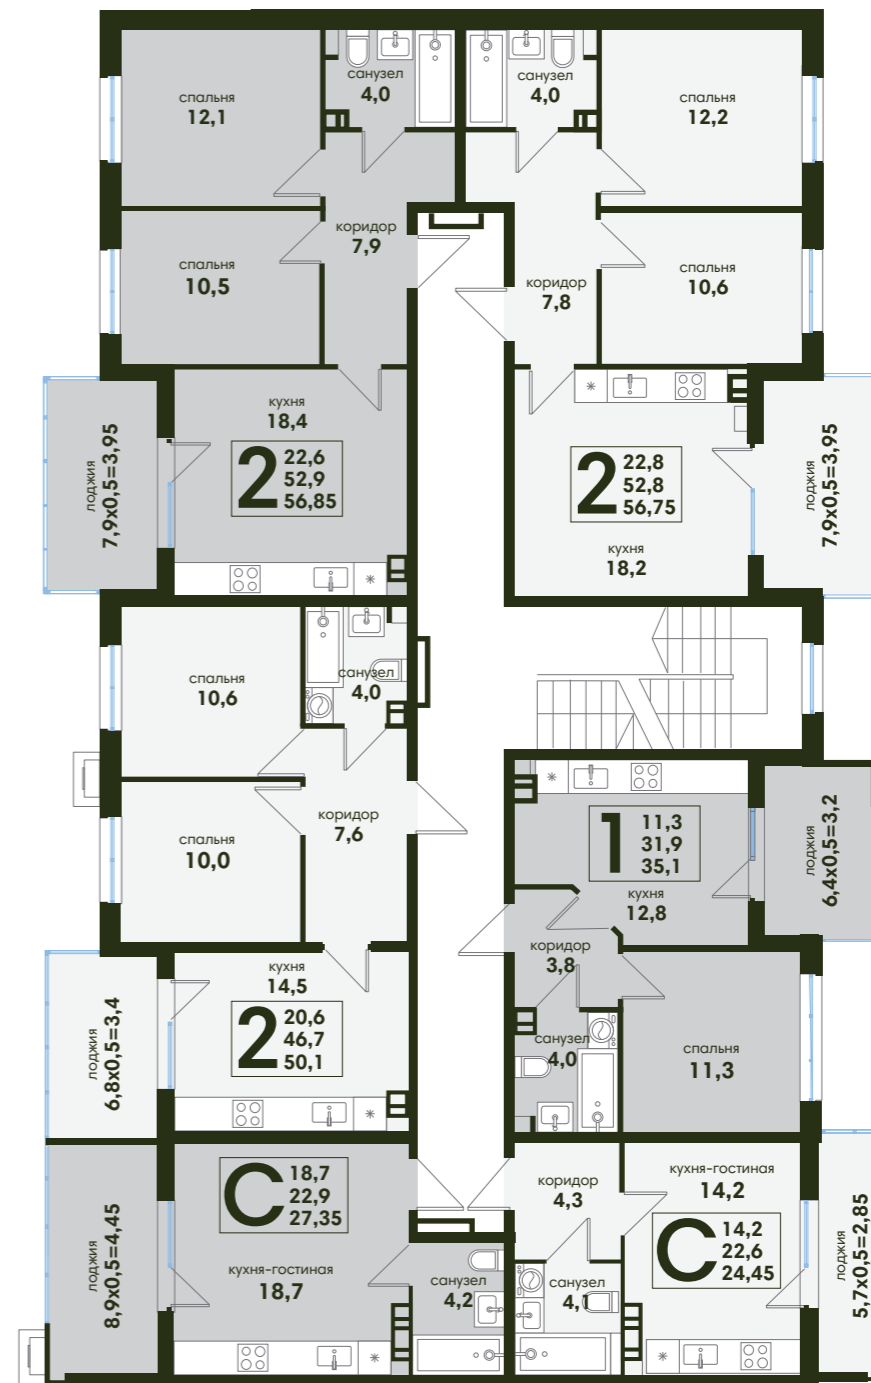 спальня
12,1
санузел
4,0
санузел
4,0
спальня
12,2
коридор
7,9
спальня
10,5
коридор
7,8
спальня
10,6
лоджия
7,9x0,5=3,95
кухня
18,4
2
22,6
52,9
56,85
2
22,8
52,8
56,75
кухня
18,2
лоджия
7,9x0,5=3,95
спальня
10,6
санузел
4,0
спальня
10,0
коридор
7,6
1
11,3
31,9
35,1
кухня
12,8
лоджия
6,4x0,5=3,2
коридор
3,8
лоджия
6,8x0,5=3,4
кухня
14,5
2
20,6
46,7
50,1
санузел
4,0
спальня
11,3
лоджия
8,9x0,5=4,45
С
18,7
22,9
27,35
кухня-гостиная
18,7
санузел
4,2
коридор
4,3
санузел
4,1
кухня-гостиная
14,2
С
14,2
22,6
24,45
лоджия
5,7x0,5=2,85